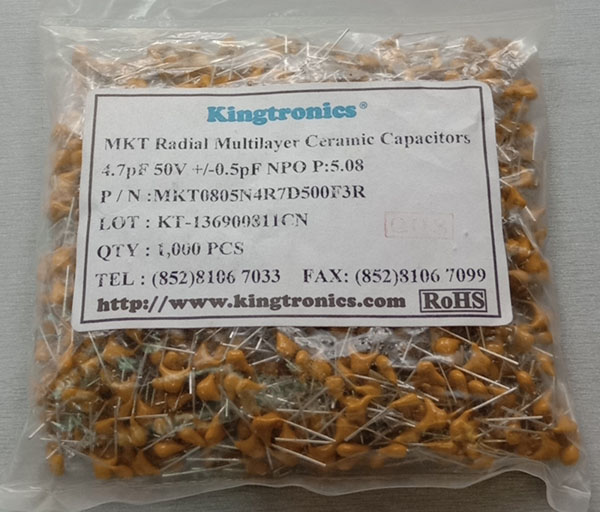 Kingtronics®
MKT Radial Multilayer Ceramic Capacitors
4.7pF 50V +/-0.5pF NPO P:5.08
P / N :MKT0805N4R7D500F3R
LOT : KT-136900811CN
QTY : 1,000 PCS
TEL : (852)8106 7033 FAX: (852)8106 7099
http://www.kingtronics.com RoHS